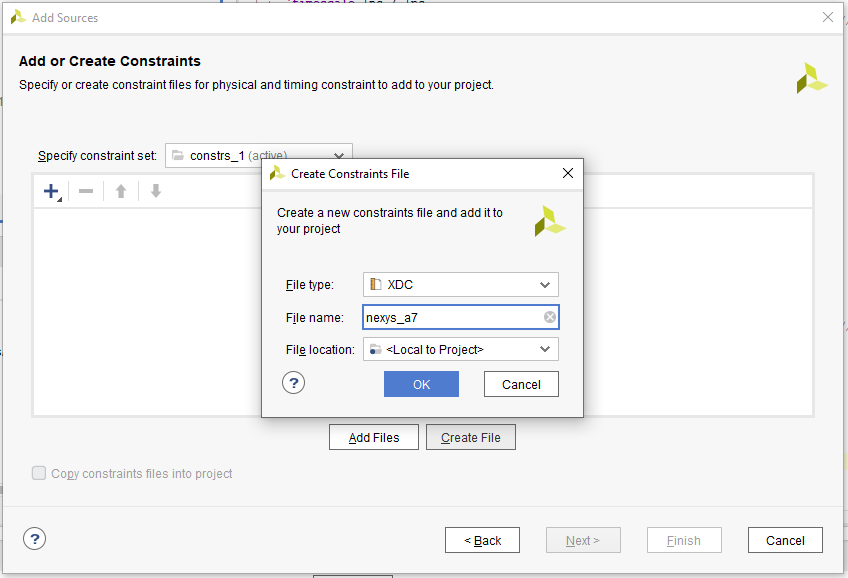 Add Sources
Add or Create Constraints
Specify or create constraint files for physical and timing constraint to add to your project.
Specify constraint set: constrs_1 (active)
Create Constraints File
Create a new constraints file and add it to
your project
File type: XDC
File name: nexys_a7
File location: <Local to Project>
? OK Cancel
Add Files Create File
Copy constraints files into project
? < Back Next > Finish Cancel